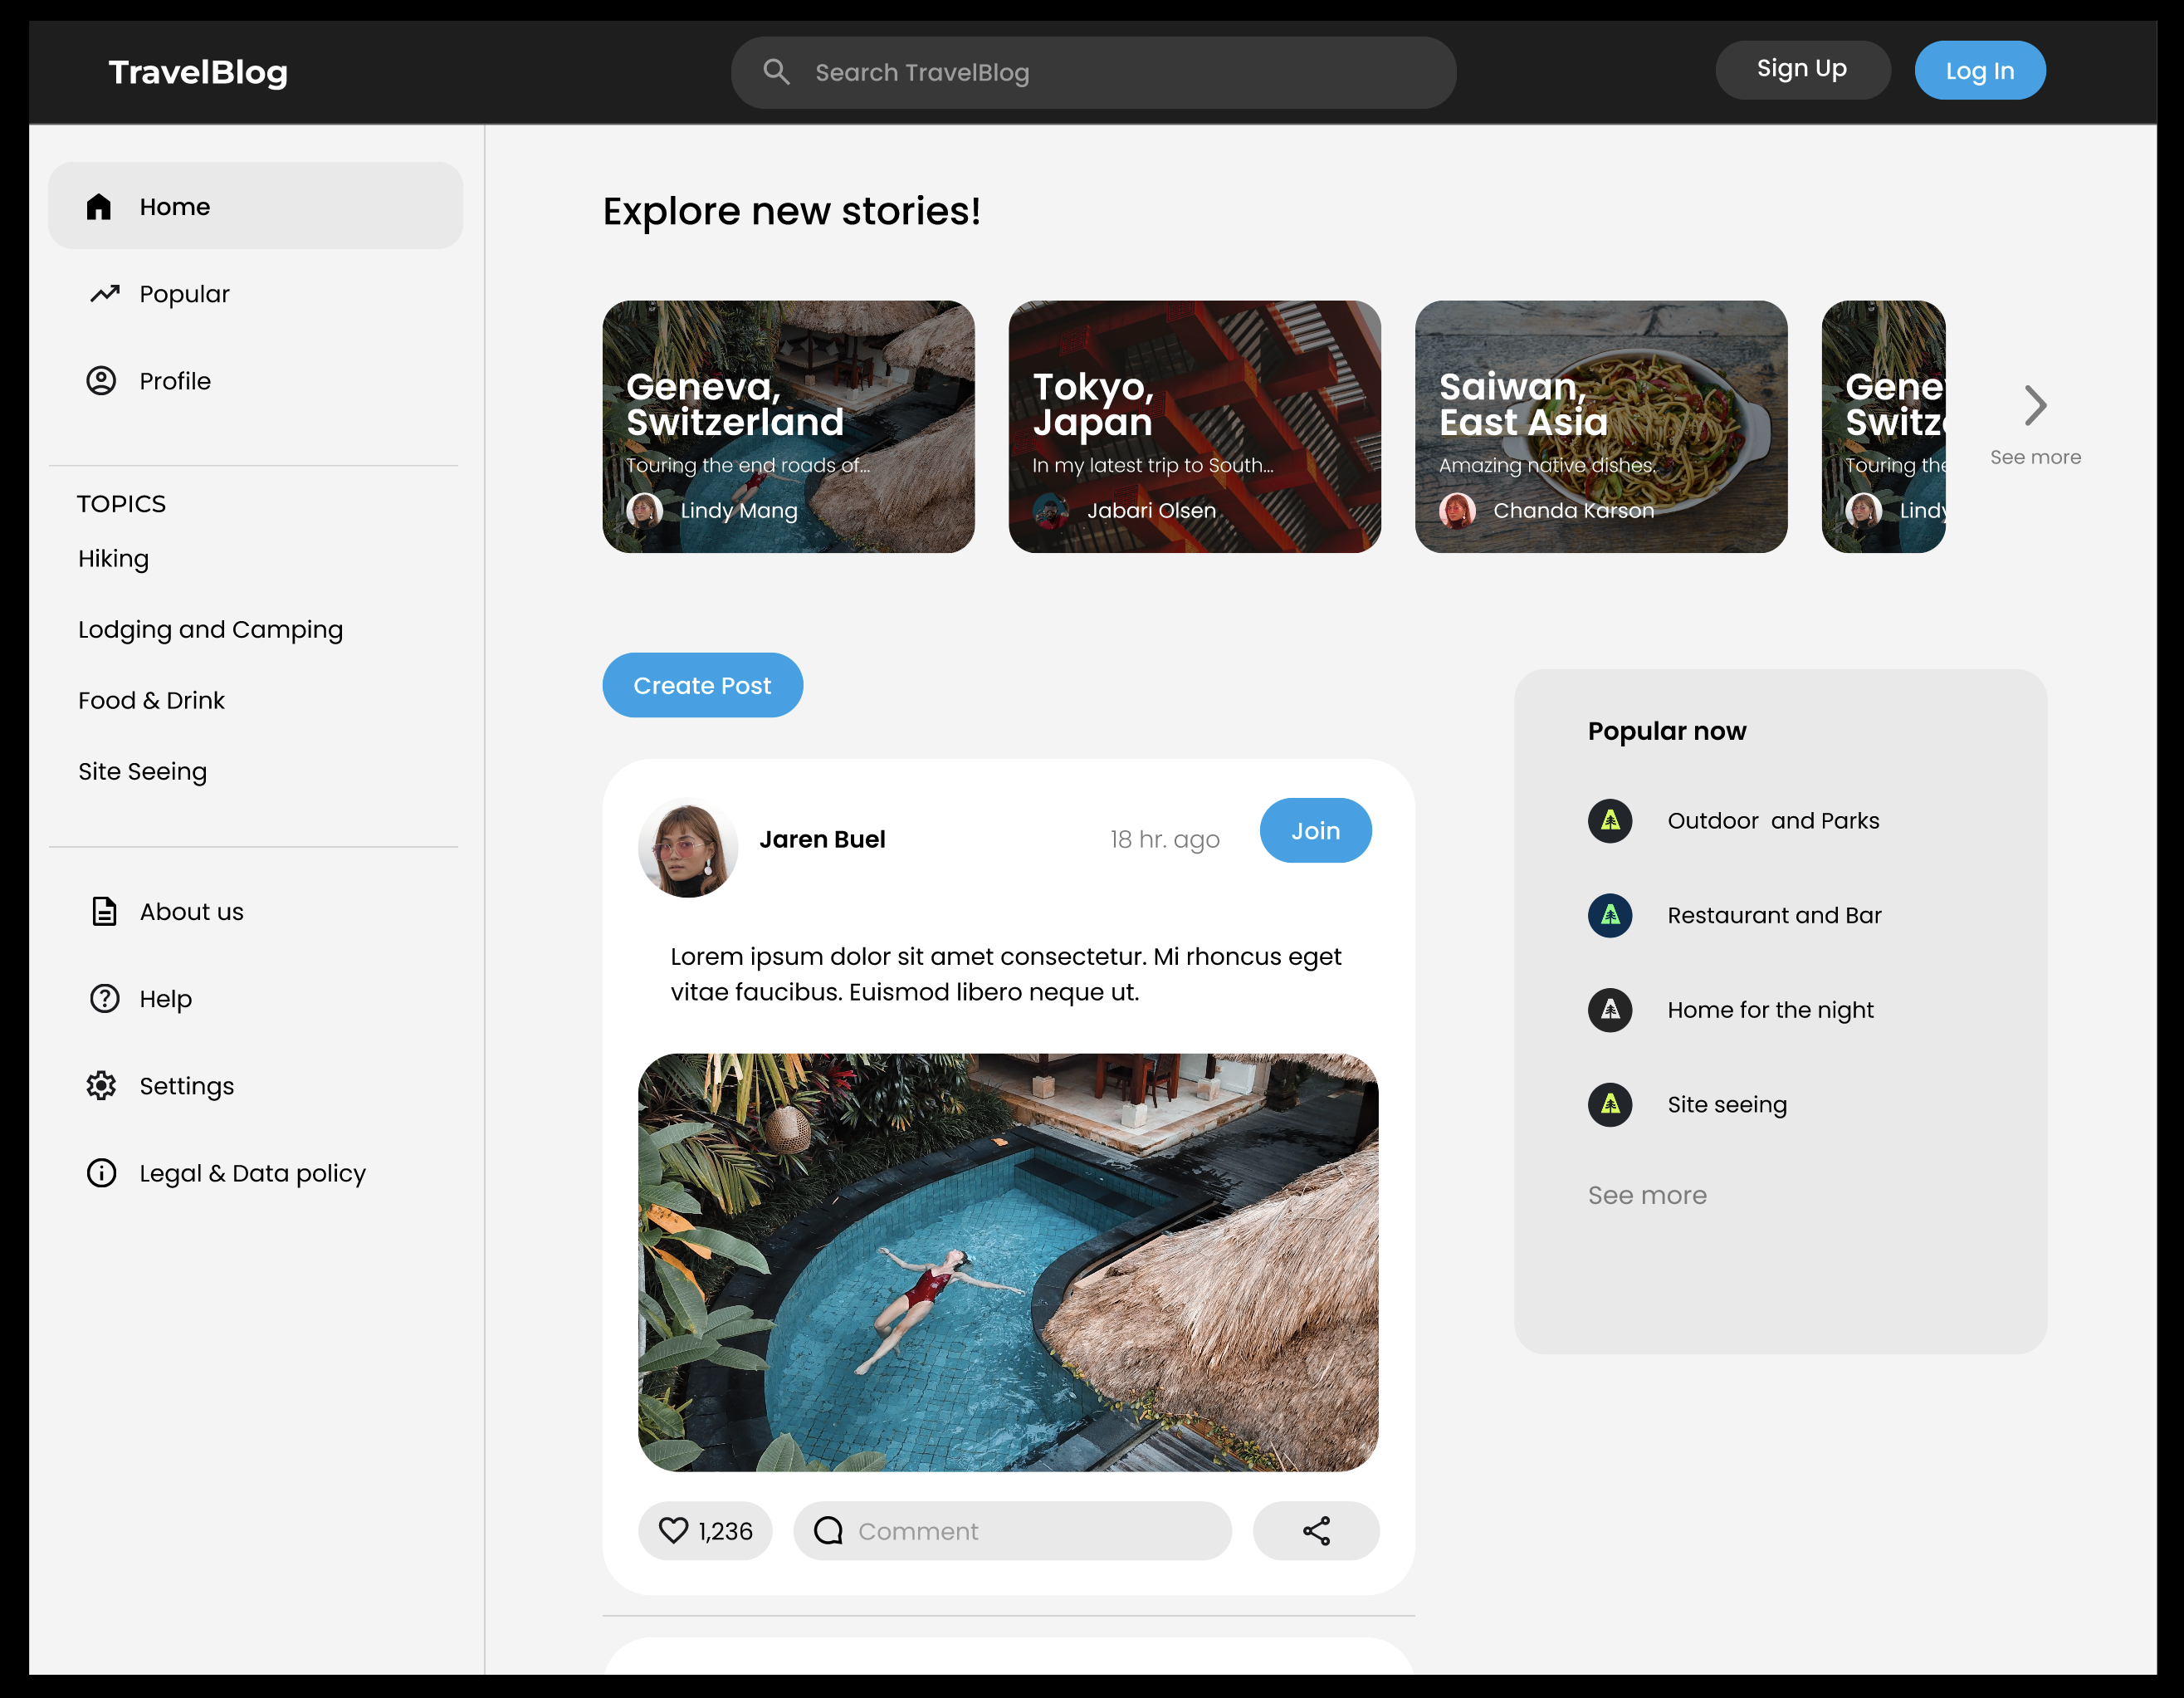 TravelBlog
Search TravelBlog
Sign Up
Log In
Home
Popular
Profile
TOPICS
Hiking
Lodging and Camping
Food & Drink
Site Seeing
About us
Help
Settings
Legal & Data policy
Explore new stories!
Geneva,
Switzerland
Touring the end roads of...
Lindy Mang
Tokyo,
Japan
In my latest trip to South...
Jabari Olsen
Saiwan,
East Asia
Amazing native dishes.
Chanda Karson
Gene
Switz
Touring the
Lindy
See more
Create Post
Jaren Buel
18 hr. ago
Join
Lorem ipsum dolor sit amet consectetur. Mi rhoncus eget
vitae faucibus. Euismod libero neque ut.
1,236
Comment
Popular now
Outdoor  and Parks
Restaurant and Bar
Home for the night
Site seeing
See more